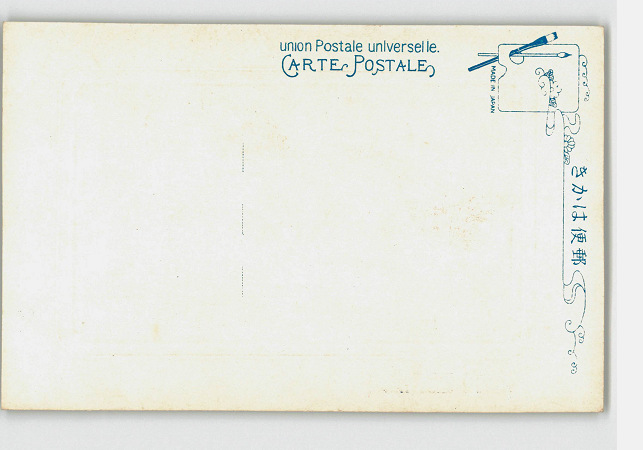 union Postale universelle.
CARTE POSTALE
MADE IN JAPAN
郵便はかき